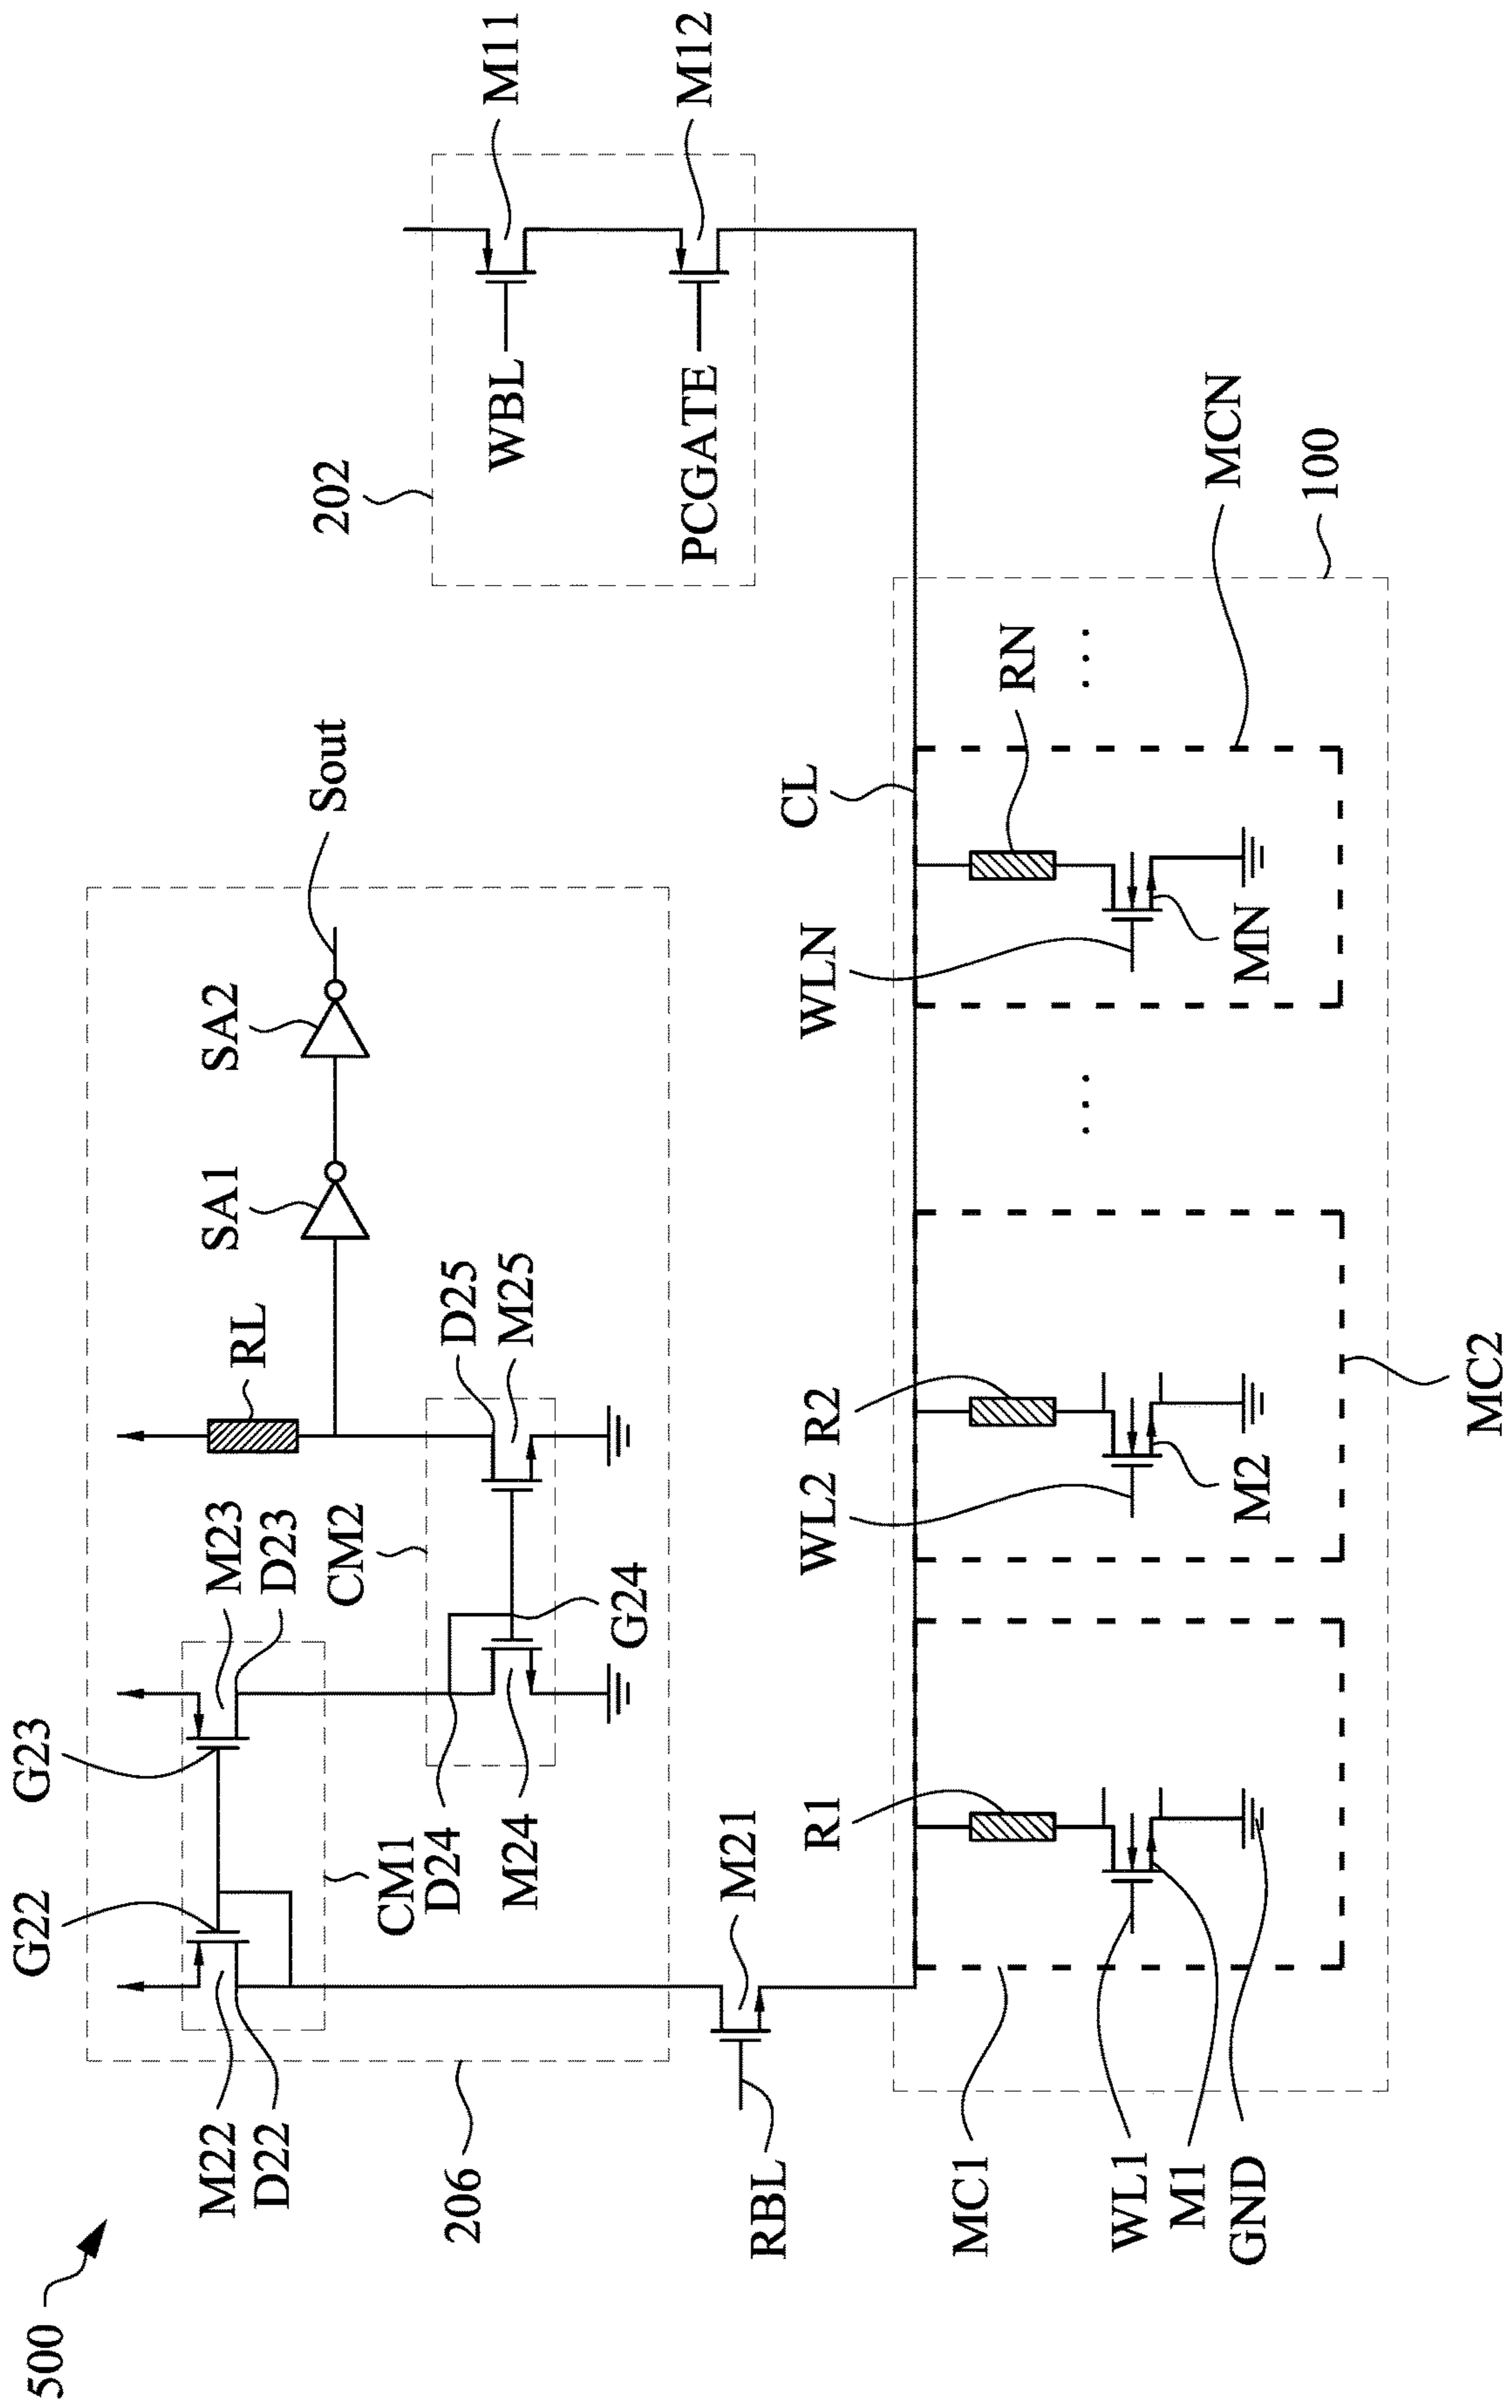 500
G22
G23
M22
D22
M23
D23
RL
SA1
SA2
Sout
206
CM1
CM2
D24
M24
G24
D25
M25
202
WBL
PCGATE
M11
M12
RBL
M21
CL
R1
WL2
R2
WLN
RN
...
...
MC1
WL1
M1
GND
M2
MN
MCN
100
MC2